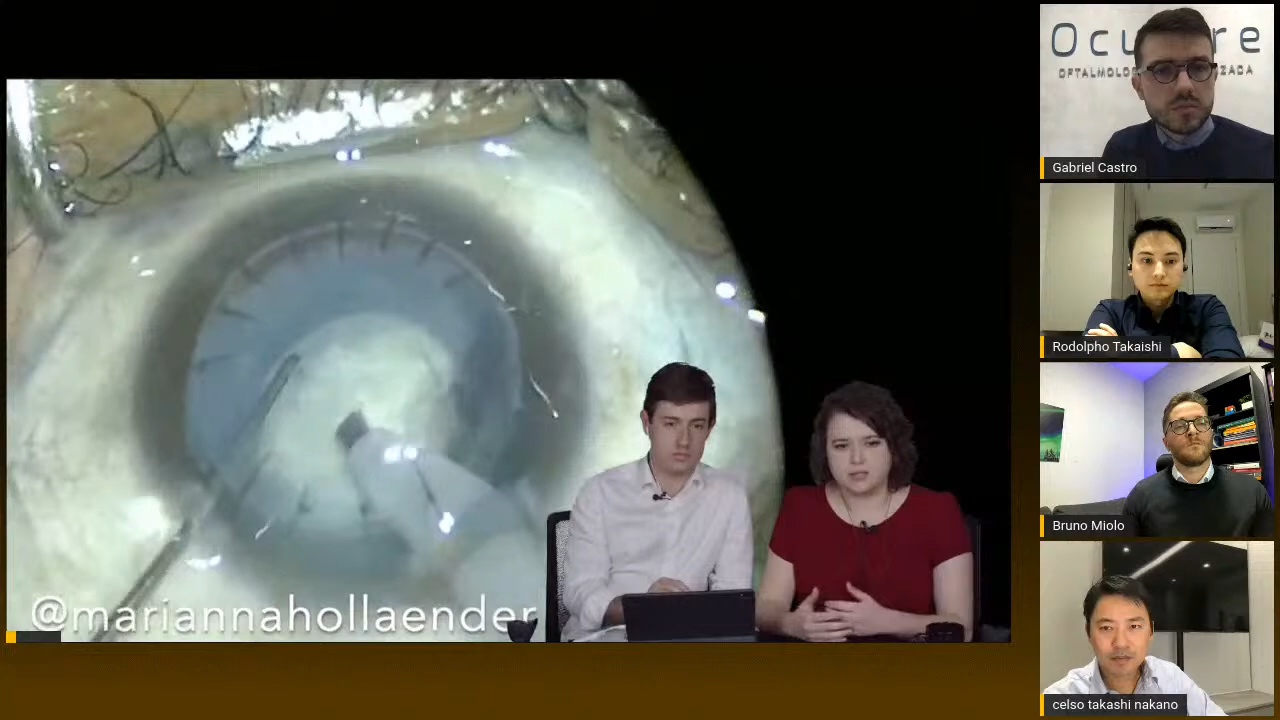 Ocu re
OFTALMOLO ZADA
Gabriel Castro
Rodolpho Takaishi
Bruno Miolo
@mariannahollaender
celso takashi nakano